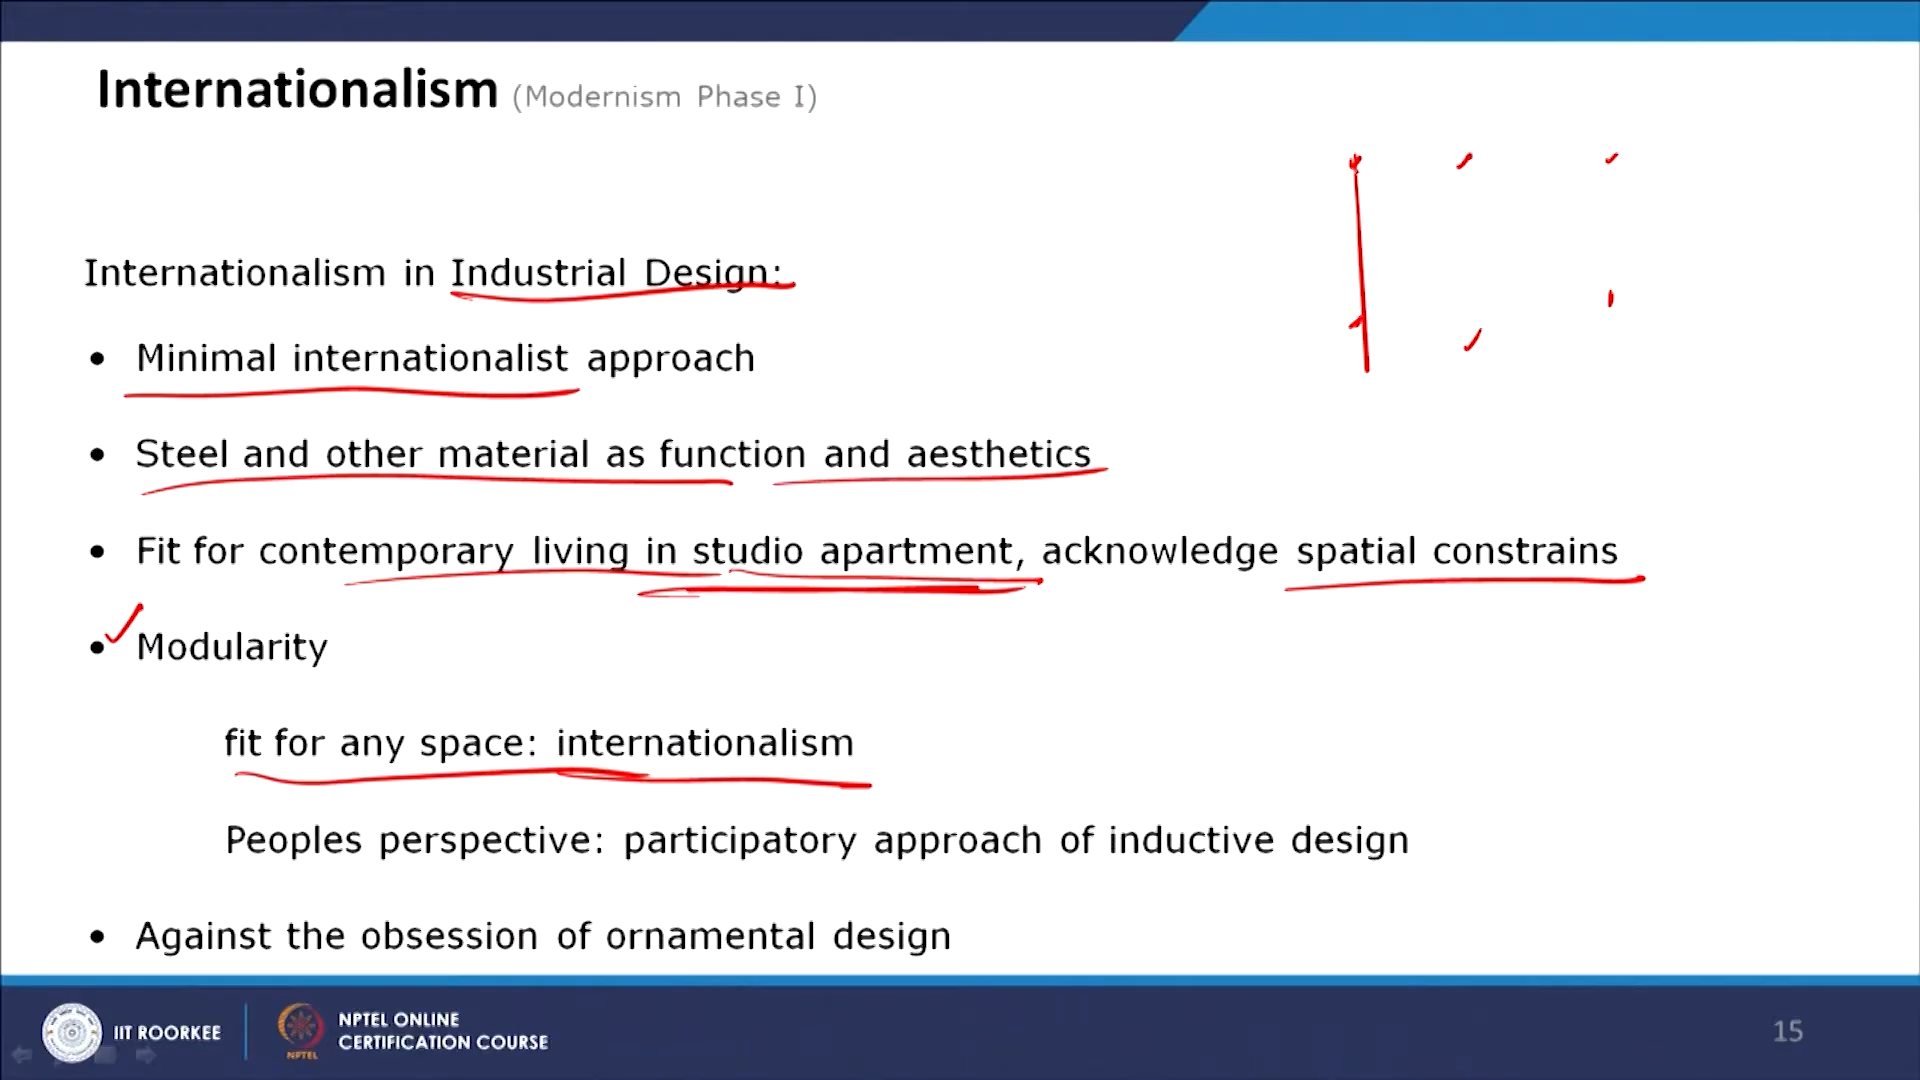 Internationalism (Modernism Phase I)
Internationalism in Industrial Design:
• Minimal internationalist approach
• Steel and other material as function and aesthetics
• Fit for contemporary living in studio apartment, acknowledge spatial constrains
• Modularity
fit for any space: internationalism
Peoples perspective: participatory approach of inductive design
• Against the obsession of ornamental design
IIT ROORKEE
NPTEL
NPTEL ONLINE
CERTIFICATION COURSE
15